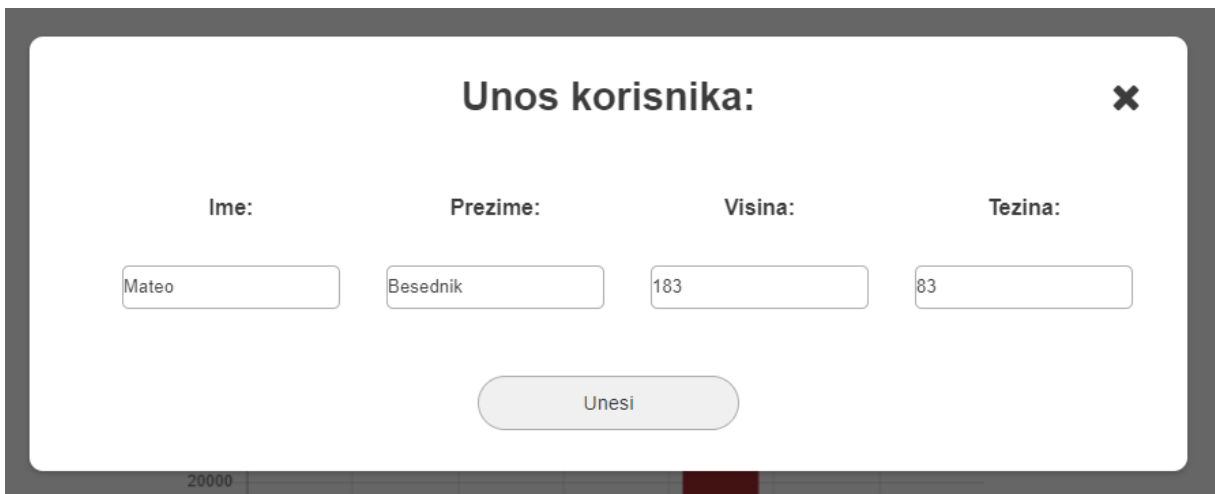 Unos korisnika:
Ime: Prezime: Visina: Tezina:
Mateo Besednik 183 83
Unesi
20000